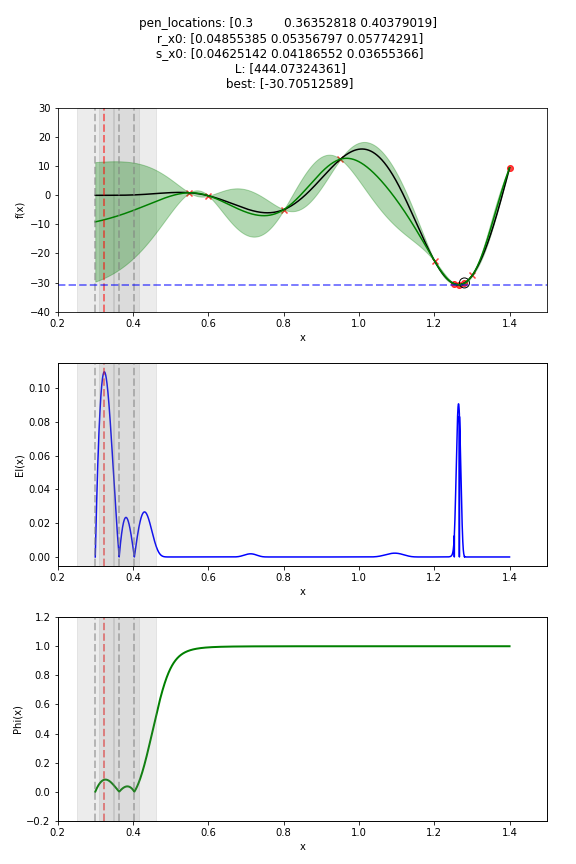 pen_locations: [0.3 0.36352818 0.40379019]
r_x0: [0.04855385 0.05356797 0.05774291]
s_x0: [0.04625142 0.04186552 0.03655366]
L: [444.07324361]
best: [-30.70512589]
30
20
10
0
−10
−20
−30
−40
f(x)
0.2 0.4 0.6 0.8 1.0 1.2 1.4
x
0.10
0.08
0.06
0.04
0.02
0.00
EI(x)
0.2 0.4 0.6 0.8 1.0 1.2 1.4
x
1.2
1.0
0.8
0.6
0.4
0.2
0.0
−0.2
Phi(x)
0.2 0.4 0.6 0.8 1.0 1.2 1.4
x